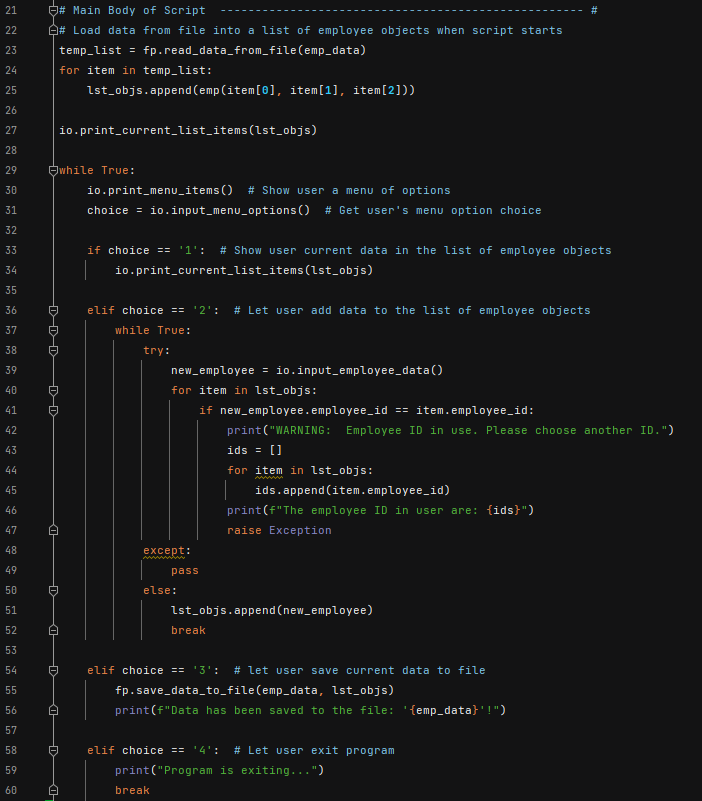 21 # Main Body of Script  ---------------------------------------------------- #
22 # Load data from file into a list of employee objects when script starts
23 temp_list = fp.read_data_from_file(emp_data)
24 for item in temp_list:
25     lst_objs.append(emp(item[0], item[1], item[2]))
26
27 io.print_current_list_items(lst_objs)
28
29 while True:
30     io.print_menu_items()  # Show user a menu of options
31     choice = io.input_menu_options()  # Get user's menu option choice
32
33     if choice == '1':  # Show user current data in the list of employee objects
34         io.print_current_list_items(lst_objs)
35
36     elif choice == '2':  # Let user add data to the list of employee objects
37         while True:
38             try:
39                 new_employee = io.input_employee_data()
40                 for item in lst_objs:
41                     if new_employee.employee_id == item.employee_id:
42                         print("WARNING:  Employee ID in use. Please choose another ID.")
43                         ids = []
44                         for item in lst_objs:
45                             ids.append(item.employee_id)
46                         print(f"The employee ID in user are: {ids}")
47                         raise Exception
48             except:
49                 pass
50             else:
51                 lst_objs.append(new_employee)
52                 break
53
54     elif choice == '3':  # let user save current data to file
55         fp.save_data_to_file(emp_data, lst_objs)
56         print(f"Data has been saved to the file: '{emp_data}'!")
57
58     elif choice == '4':  # Let user exit program
59         print("Program is exiting...")
60         break